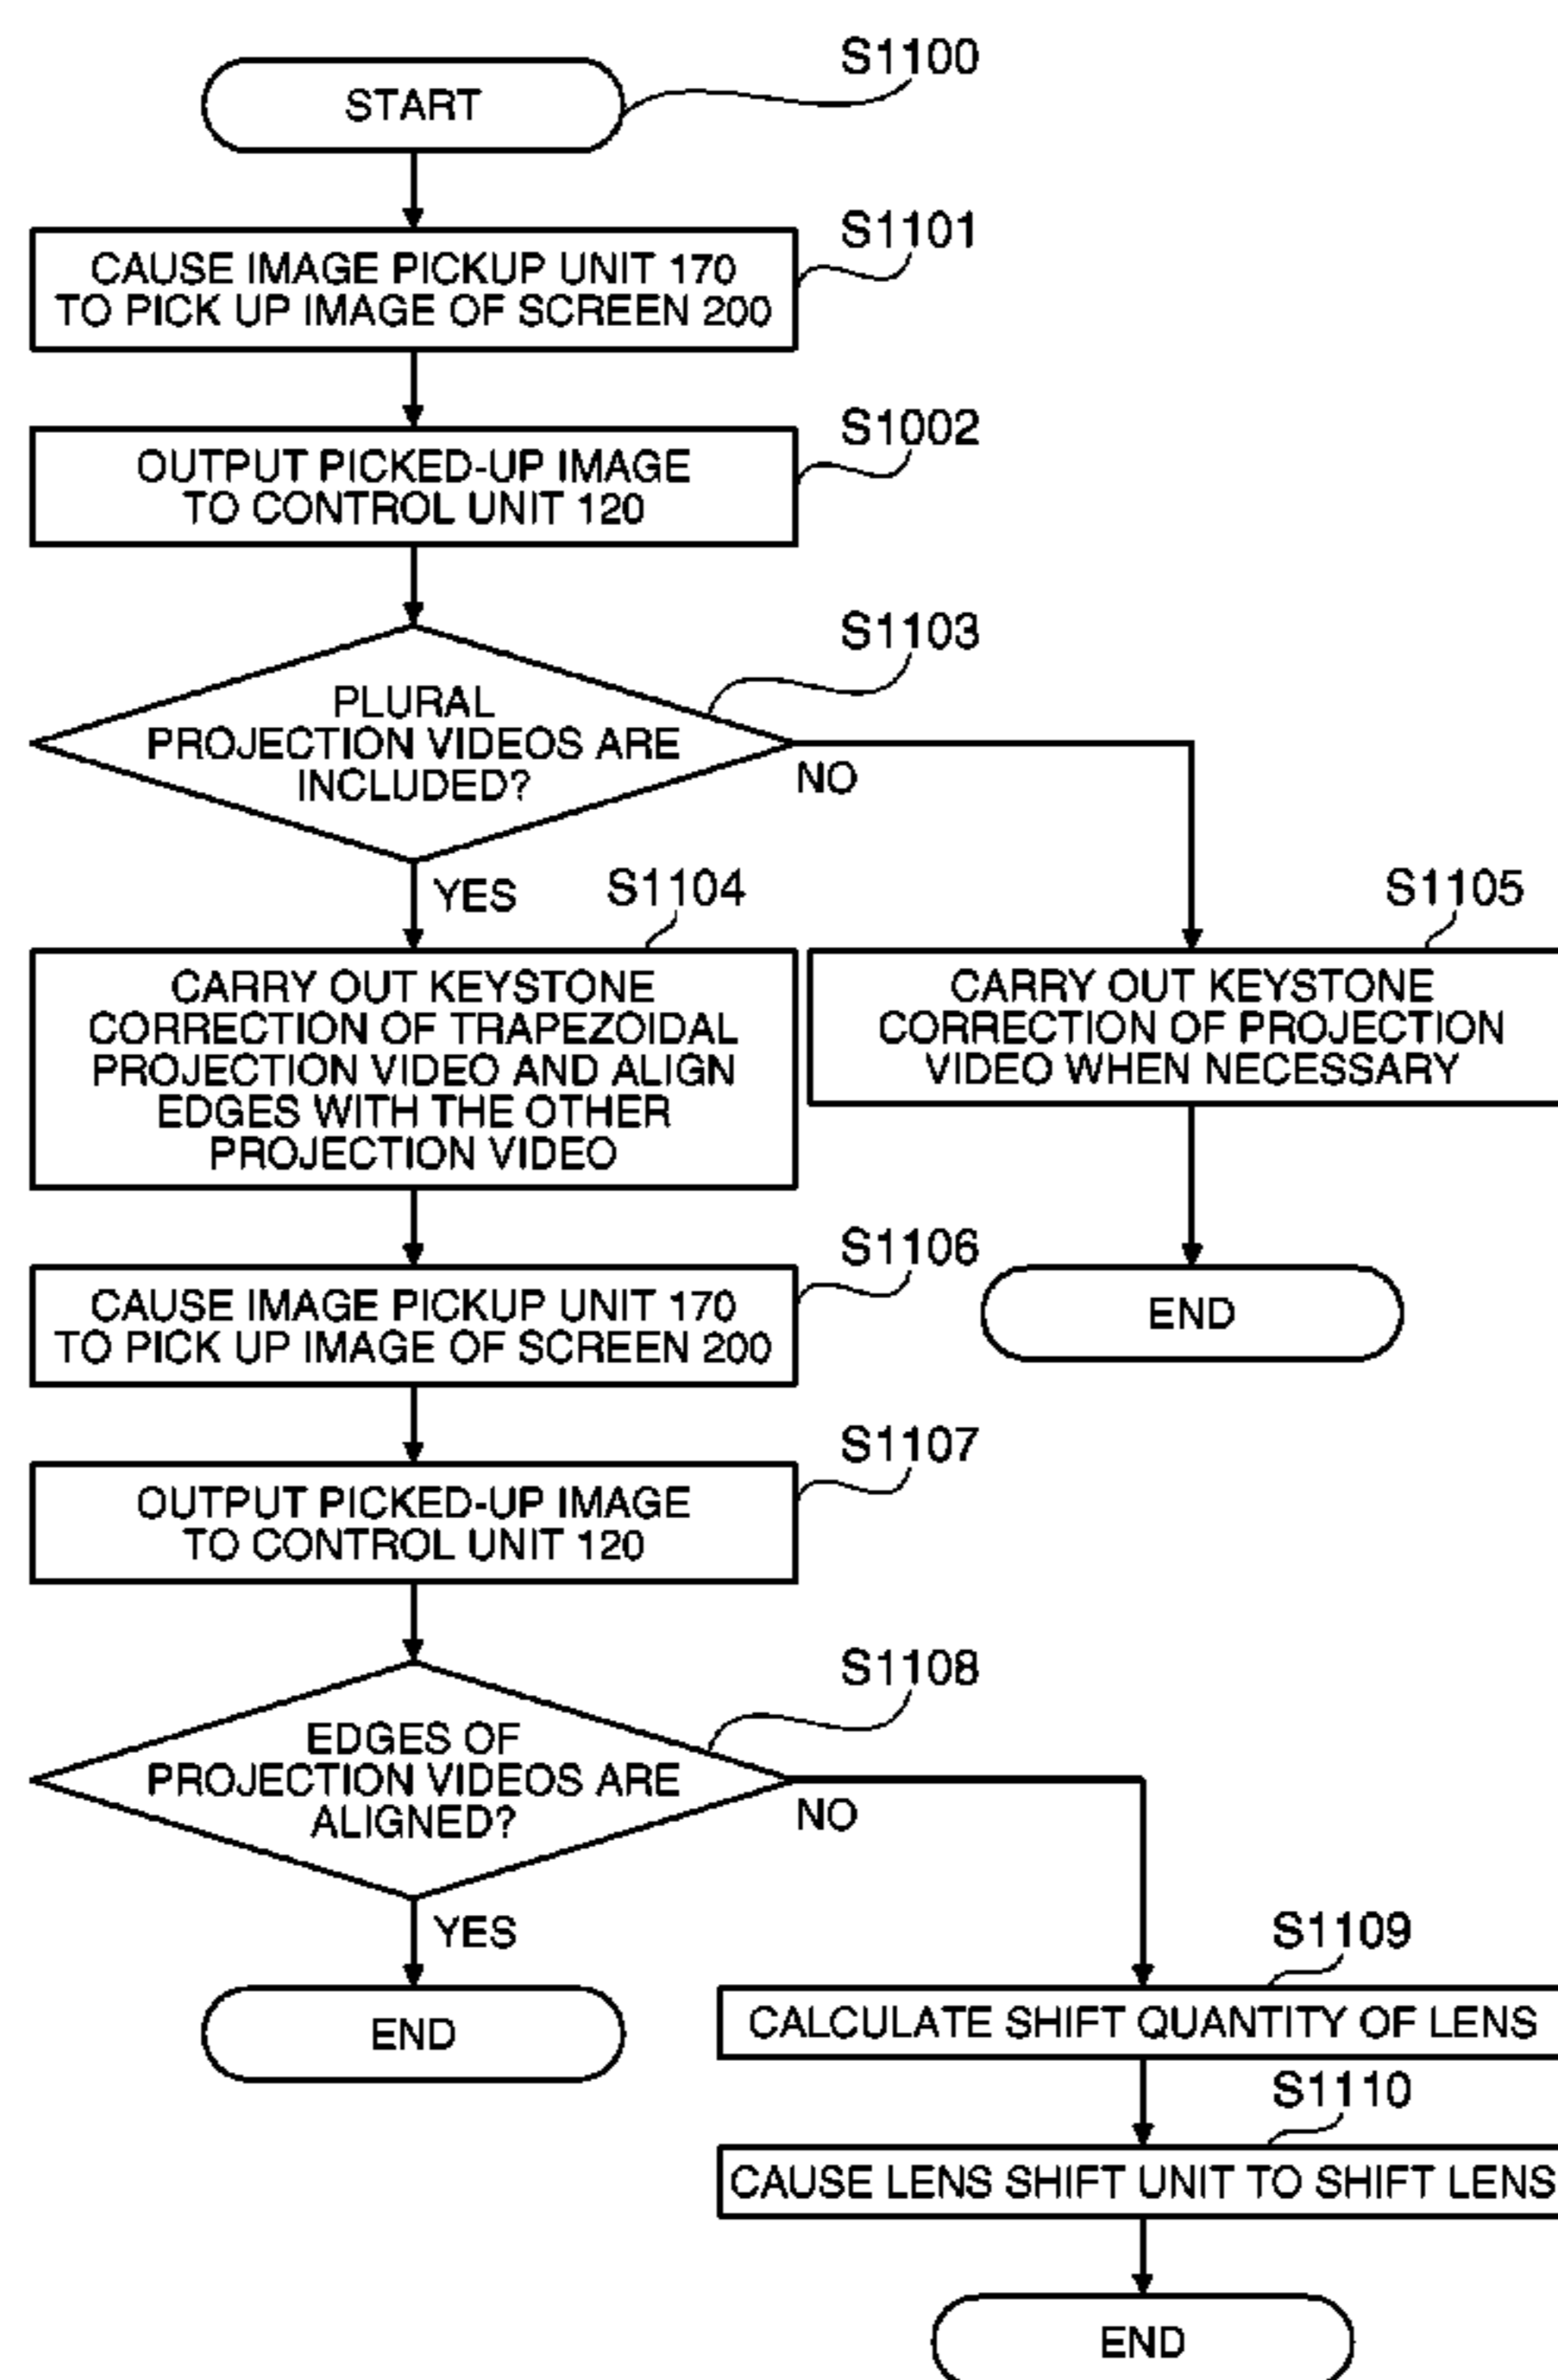 S1100
START
S1101
CAUSE IMAGE PICKUP UNIT 170
TO PICK UP IMAGE OF SCREEN 200
S1002
OUTPUT PICKED-UP IMAGE
TO CONTROL UNIT 120
S1103
PLURAL
PROJECTION VIDEOS ARE
INCLUDED?
NO
YES
S1104
CARRY OUT KEYSTONE
CORRECTION OF TRAPEZOIDAL
PROJECTION VIDEO AND ALIGN
EDGES WITH THE OTHER
PROJECTION VIDEO
S1105
CARRY OUT KEYSTONE
CORRECTION OF PROJECTION
VIDEO WHEN NECESSARY
END
S1106
CAUSE IMAGE PICKUP UNIT 170
TO PICK UP IMAGE OF SCREEN 200
S1107
OUTPUT PICKED-UP IMAGE
TO CONTROL UNIT 120
S1108
EDGES OF
PROJECTION VIDEOS ARE
ALIGNED?
NO
YES
END
S1109
CALCULATE SHIFT QUANTITY OF LENS
S1110
CAUSE LENS SHIFT UNIT TO SHIFT LENS
END